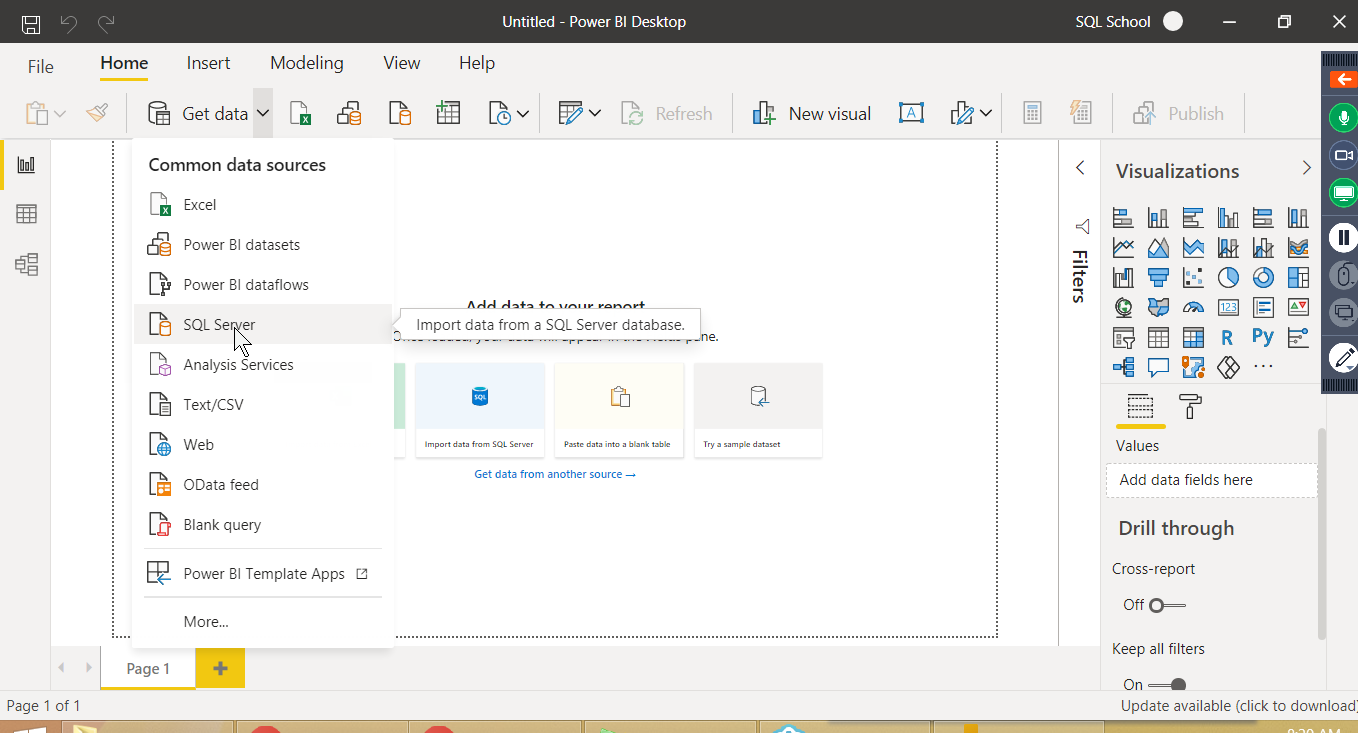 Untitled - Power BI Desktop
SQL School
File
Home
Insert
Modeling
View
Help
Get data
Refresh
New visual
A
Publish
Common data sources
Excel
Power BI datasets
Power BI dataflows
SQL Server
Analysis Services
Text/CSV
Web
OData feed
Blank query
Power BI Template Apps
More...
Add data to your report
Import data from a SQL Server database.
Once loaded, your data will appear in the Fields pane.
SQL
Import data from SQL Server
Paste data into a blank table
Try a sample dataset
Get data from another source →
Filters
Visualizations
123
R
Py
...
Values
Add data fields here
Drill through
Cross-report
Off
Keep all filters
On
Page 1
Page 1 of 1
Update available (click to download)